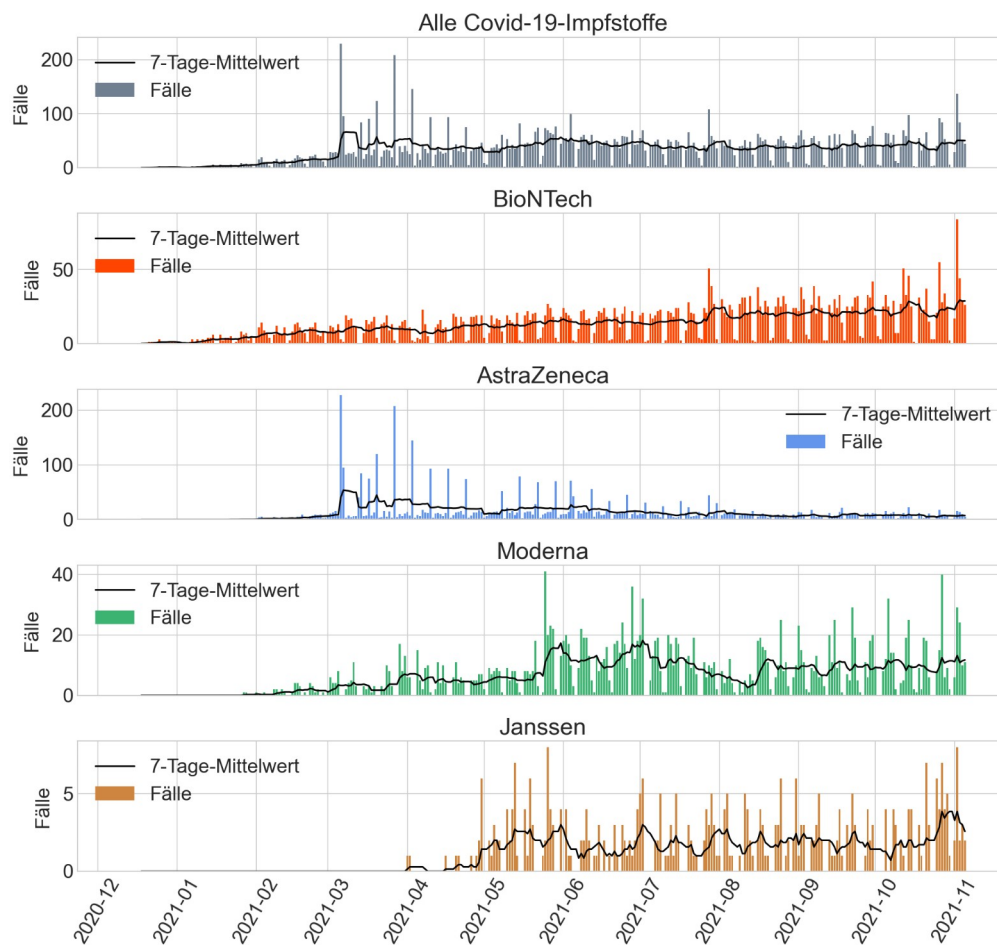 Alle Covid-19-Impfstoffe
Fälle
200
100
0
7-Tage-Mittelwert
Fälle
BioNTech
Fälle
50
0
7-Tage-Mittelwert
Fälle
AstraZeneca
Fälle
200
100
0
7-Tage-Mittelwert
Fälle
Moderna
Fälle
40
20
0
7-Tage-Mittelwert
Fälle
Janssen
Fälle
5
0
7-Tage-Mittelwert
Fälle
2020-12
2021-01
2021-02
2021-03
2021-04
2021-05
2021-06
2021-07
2021-08
2021-09
2021-10
2021-11